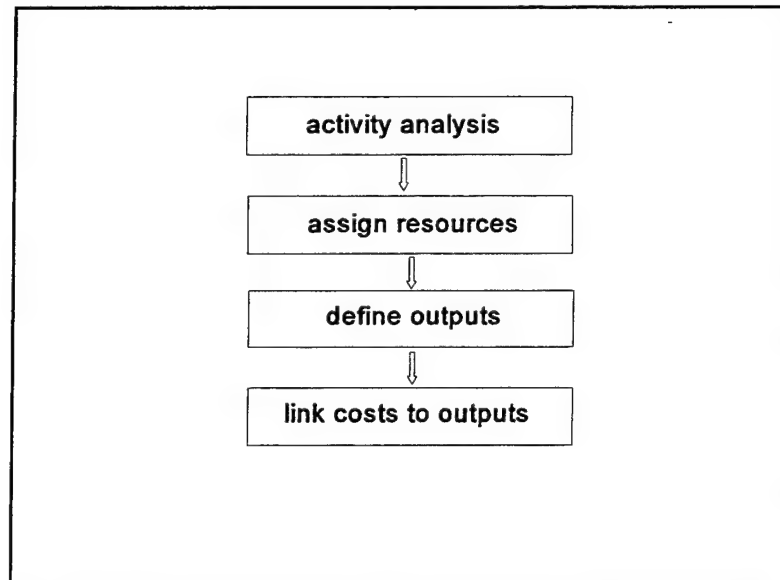 activity analysis
assign resources
define outputs
link costs to outputs